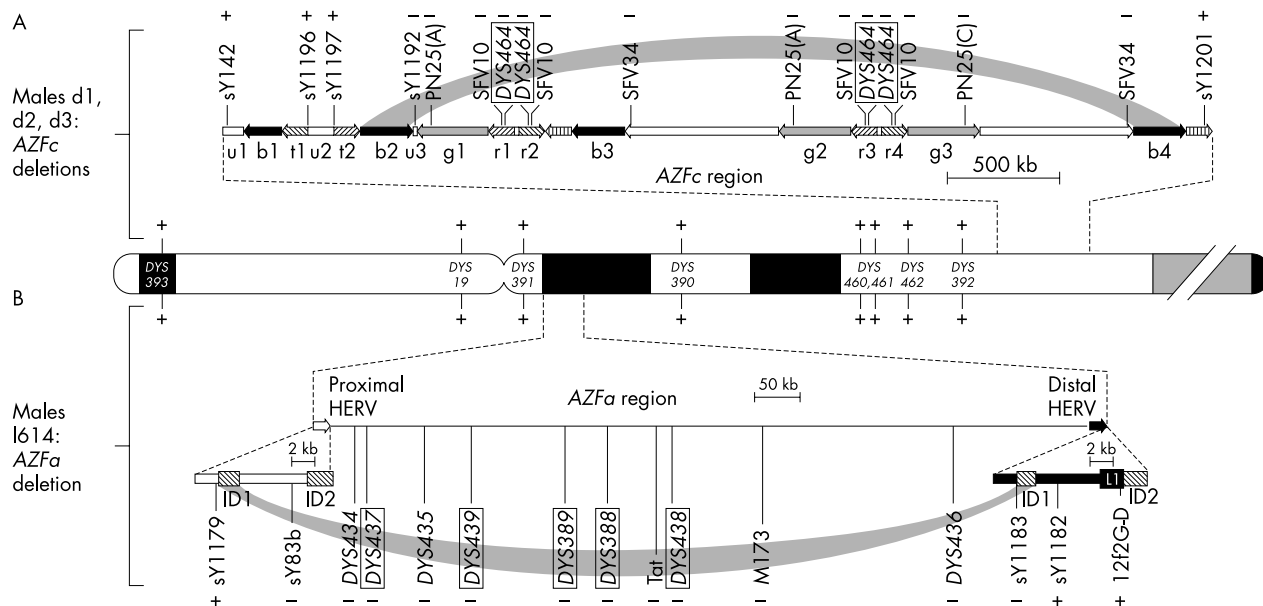 A
+ + + – – – – – – – – – – – – – +
sY142 sY1196 sY1197 sY1192 PN25(A) SFV10 DYS464 DYS464 SFV10 SFV34 PN25(A) SFV10 DYS464 DYS464 SFV10 PN25(C) SFV34 sY1201
Males d1,
d2, d3:
AZFc
deletions
u1 b1 t1 u2 t2 b2 u3 g1 r1 r2 b3 g2 r3 r4 g3 b4
AZFc region
500 kb
+ + + + + + + +
DYS 393
DYS 19
DYS 391
DYS 390
DYS 460,461
DYS 462
DYS 392
+ + + + + + + +
B
Proximal
HERV
AZFa region
50 kb
Distal
HERV
Males
I614:
AZFa
deletion
2 kb
2 kb
L1
ID1 ID2 ID1 ID2
sY1179 sY83b DYS434 DYS437 DYS435 DYS439 DYS389 DYS388 Tat DYS438 M173 DYS436 sY1183 sY1182 12f2G-D
+ – – – – – – – – – – – – + +